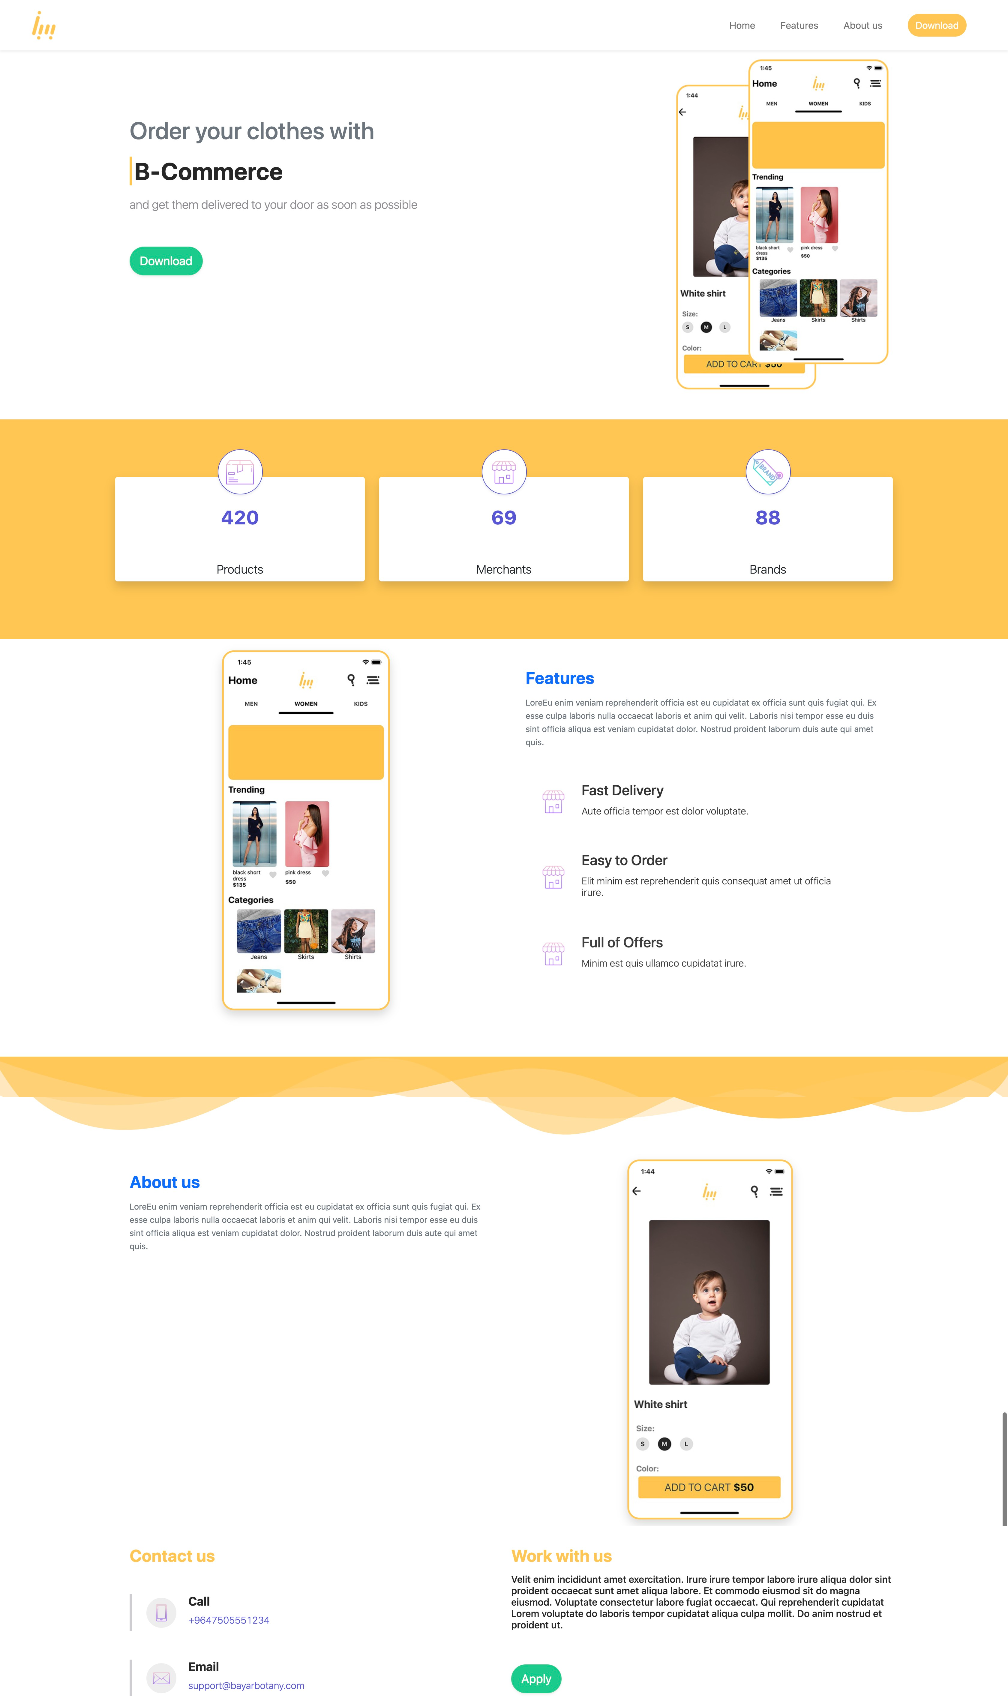 Home Features About us Download
Order your clothes with
B-Commerce
and get them delivered to your door as soon as possible
Download
1:44
White shirt
Size:
S M L
Color:
ADD TO CART $50
1:45
Home
MEN WOMEN KIDS
Trending
black short dress
$135
pink dress
$50
Categories
Jeans Skirts Shirts
420
Products
69
Merchants
BRAND
88
Brands
1:45
Home
MEN WOMEN KIDS
Trending
black short
dress
$135
pink dress
$50
Categories
Jeans Skirts Shirts
Features
LoreEu enim veniam reprehenderit officia est eu cupidatat ex officia sunt quis fugiat qui. Ex
esse culpa laboris nulla occaecat laboris et anim qui velit. Laboris nisi tempor esse eu duis
sint officia aliqua est veniam cupidatat dolor. Nostrud proident laborum duis aute qui amet
quis.
Fast Delivery
Aute officia tempor est dolor voluptate.
Easy to Order
Elit minim est reprehenderit quis consequat amet ut officia
irure.
Full of Offers
Minim est quis ullamco cupidatat irure.
About us
LoreEu enim veniam reprehenderit officia est eu cupidatat ex officia sunt quis fugiat qui. Ex
esse culpa laboris nulla occaecat laboris et anim qui velit. Laboris nisi tempor esse eu duis
sint officia aliqua est veniam cupidatat dolor. Nostrud proident laborum duis aute qui amet
quis.
1:44
White shirt
Size:
S M L
Color:
ADD TO CART $50
Contact us
Call
+9647505551234
Email
support@bayarbotany.com
Work with us
Velit enim incididunt amet exercitation. Irure irure tempor labore irure aliqua dolor sint
proident occaecat sunt amet aliqua labore. Et commodo eiusmod sit do magna
eiusmod. Voluptate consectetur labore fugiat occaecat. Qui reprehenderit cupidatat
Lorem voluptate do laboris tempor cupidatat aliqua culpa mollit. Do anim nostrud et
proident ut.
Apply